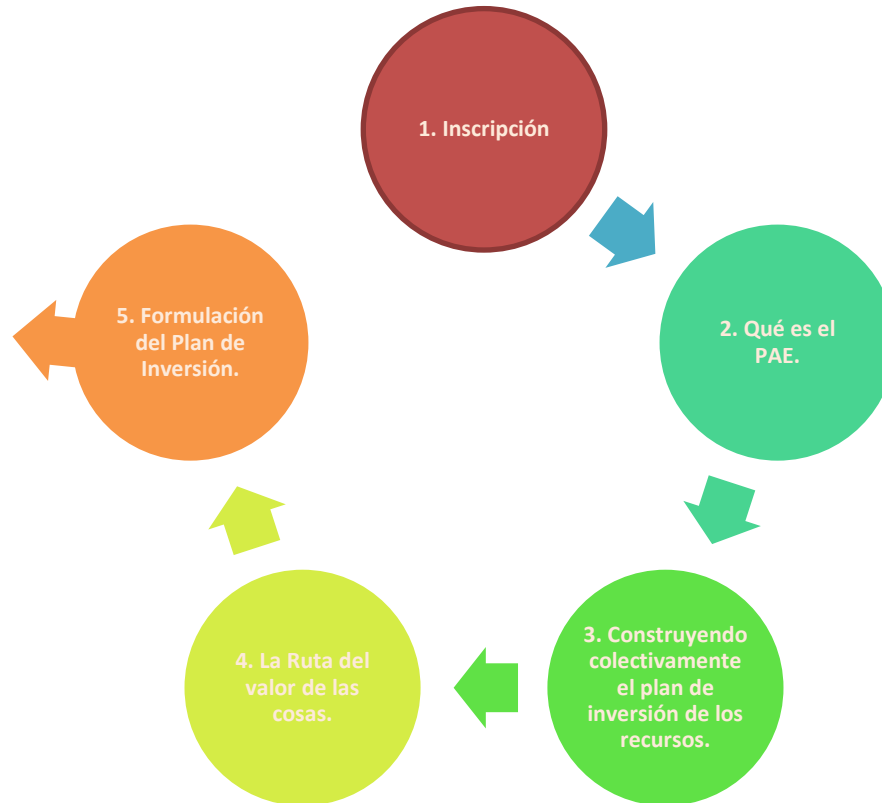 1. Inscripción
2. Qué es el
PAE.
3. Construyendo
colectivamente
el plan de
inversión de los
recursos.
4. La Ruta del
valor de las
cosas.
5. Formulación
del Plan de
Inversión.